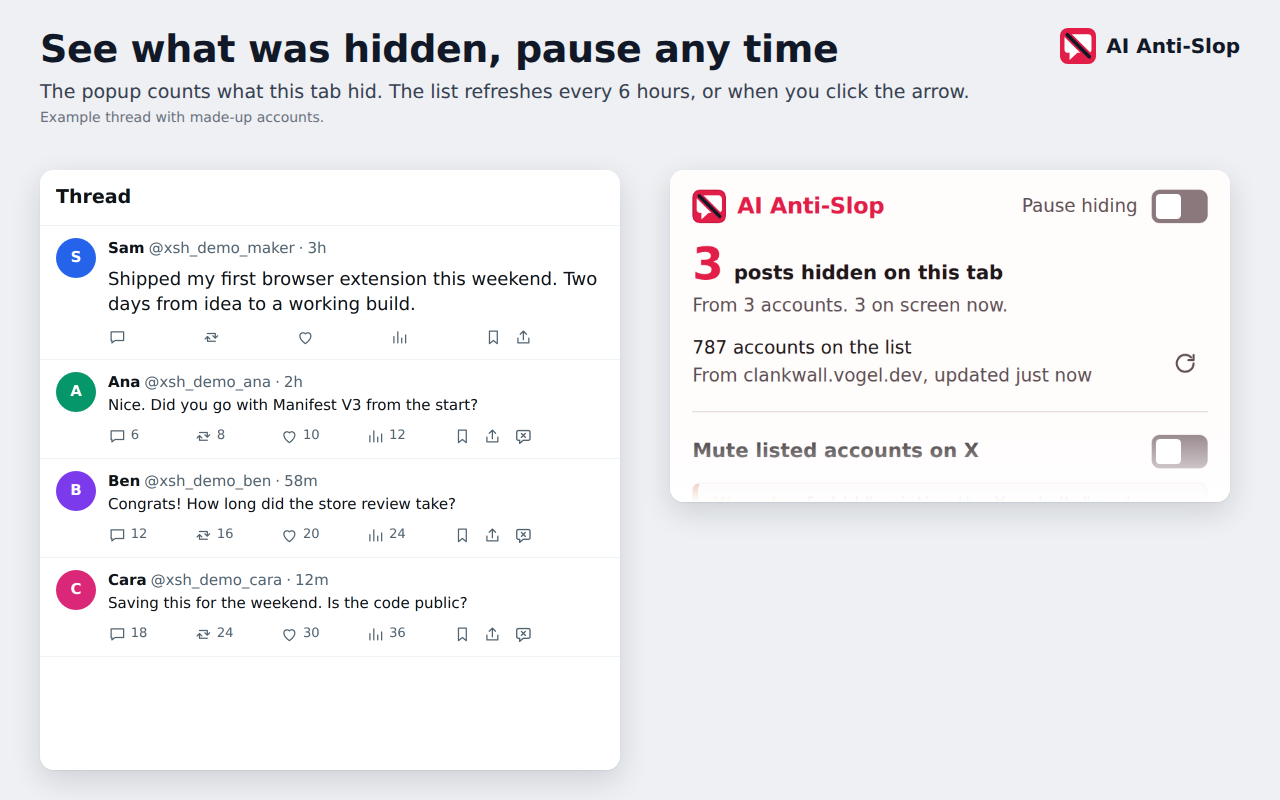 See what was hidden, pause any time
AI Anti-Slop
The popup counts what this tab hid. The list refreshes every 6 hours, or when you click the arrow.
Example thread with made-up accounts.
Thread
S
Sam @xsh_demo_maker · 3h
Shipped my first browser extension this weekend. Two
days from idea to a working build.
A
Ana @xsh_demo_ana · 2h
Nice. Did you go with Manifest V3 from the start?
6 8 10 12
B
Ben @xsh_demo_ben · 58m
Congrats! How long did the store review take?
12 16 20 24
C
Cara @xsh_demo_cara · 12m
Saving this for the weekend. Is the code public?
18 24 30 36
AI Anti-Slop
Pause hiding
3 posts hidden on this tab
From 3 accounts. 3 on screen now.
787 accounts on the list
From clankwall.vogel.dev, updated just now
Mute listed accounts on X